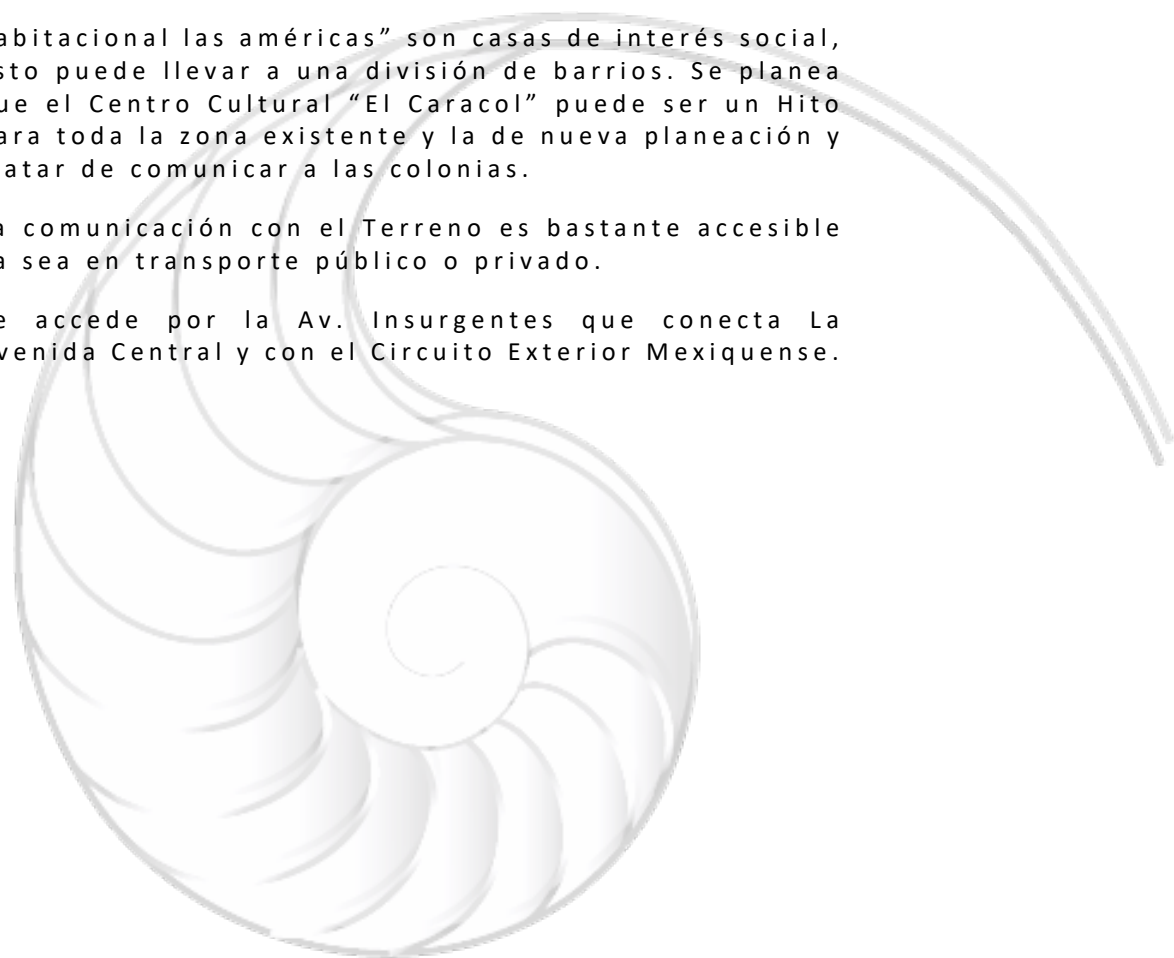 abitacional las américas” son casas de interés social,
sto puede llevar a una división de barrios. Se planea
ue el Centro Cultural “El Caracol” puede ser un Hito
ara toda la zona existente y la de nueva planeación y
atar de comunicar a las colonias.
a comunicación con el Terreno es bastante accesible
a sea en transporte público o privado.
e accede por la Av. Insurgentes que conecta La
venida Central y con el Circuito Exterior Mexiquense.